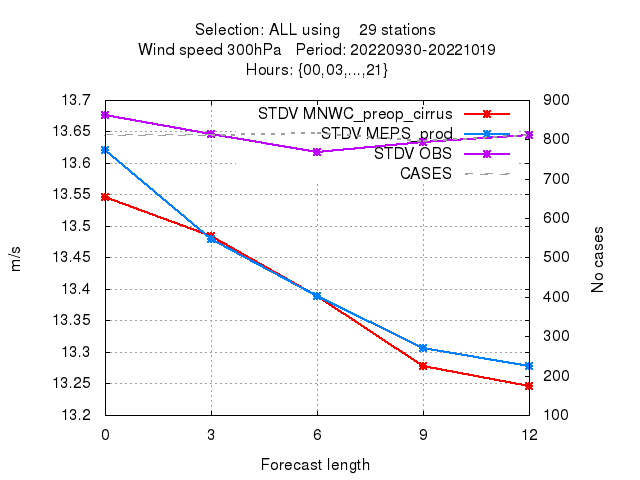 Selection: ALL using    29 stations
Wind speed 300hPa   Period: 20220930-20221019
Hours: {00,03,...,21}
13.7
13.65
13.6
13.55
13.5
13.45
13.4
13.35
13.3
13.25
13.2
m/s
STDV MNWC_preop_cirrus
STDV MEPS_prod
STDV OBS
CASES
900
800
700
600
500
400
300
200
100
No cases
0 3 6 9 12
Forecast length